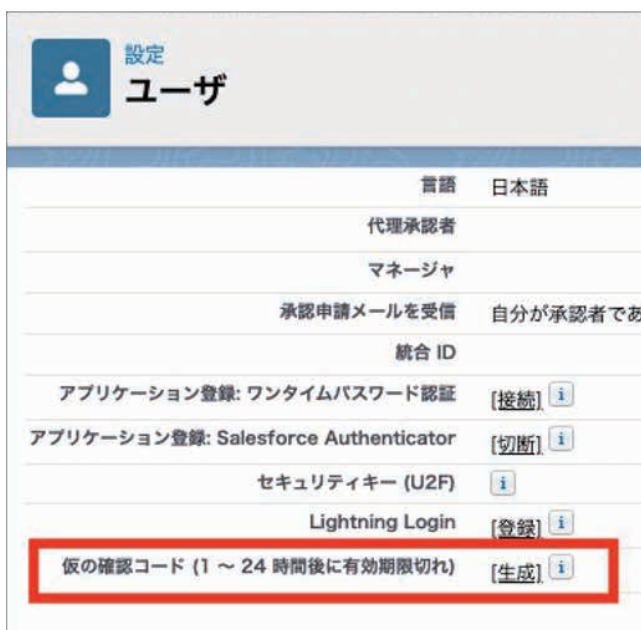 設定
ユーザ
言語 日本語
代理承認者
マネージャ
承認申請メールを受信 自分が承認者であ
統合 ID
アプリケーション登録: ワンタイムパスワード認証 [接続] i
アプリケーション登録: Salesforce Authenticator [切断] i
セキュリティキー (U2F) i
Lightning Login [登録] i
仮の確認コード (1 ～ 24 時間後に有効期限切れ) [生成] i